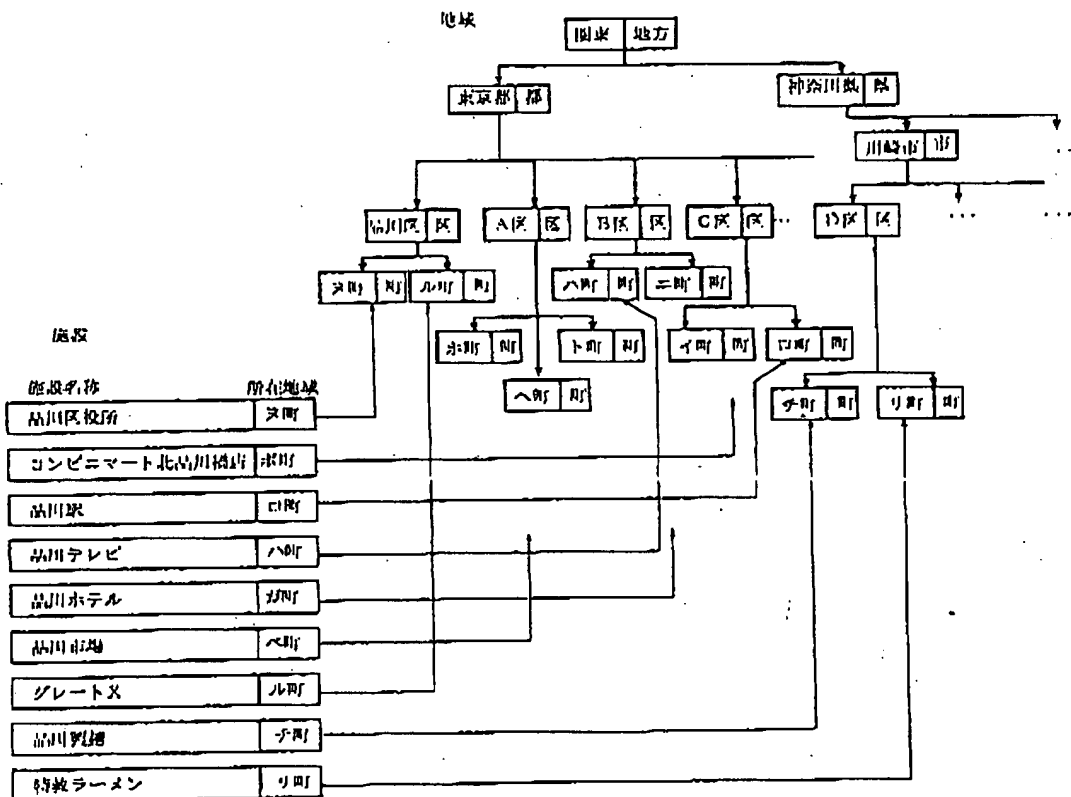 地域
関東 地方
東京都 都
神奈川県 県
川崎市 市
...
品川区 区
A区 区
B区 区
C区 区 ...
D区 区
...
...
ヌ町 町
ル町 町
ハ町 町
ニ町 町
ホ町 町
ト町 町
イ町 町
ロ町 町
ヘ町 町
チ町 町
リ町 町
施設
施設名称 所在地域
品川区役所 ヌ町
コンビニマート北品川橋店 ポ町
品川駅 ロ町
品川テレビ ハ町
品川ホテル 町
品川市場 ペ町
グレートX ル町
品川 チ町
ラーメン リ町